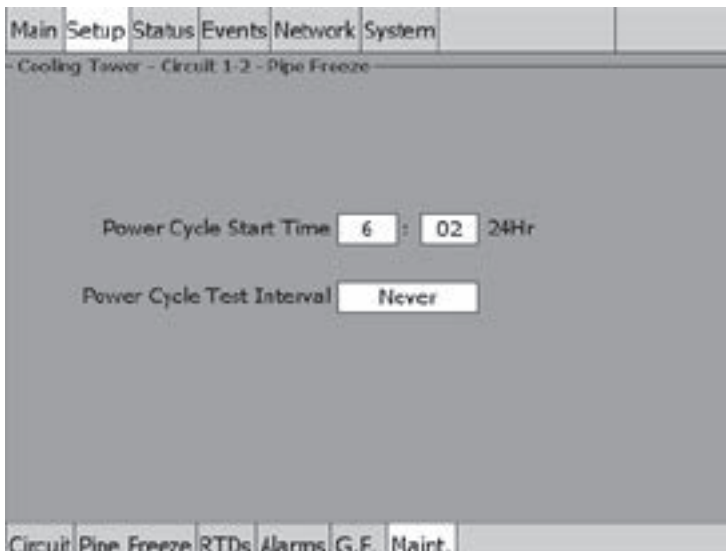 Main Setup Status Events Network System
Cooling Tower - Circuit 1-2 - Pipe Freeze
Power Cycle Start Time 6 : 02 24Hr
Power Cycle Test Interval Never
Circuit Pipe Freeze RTDs Alarms G.F. Maint.